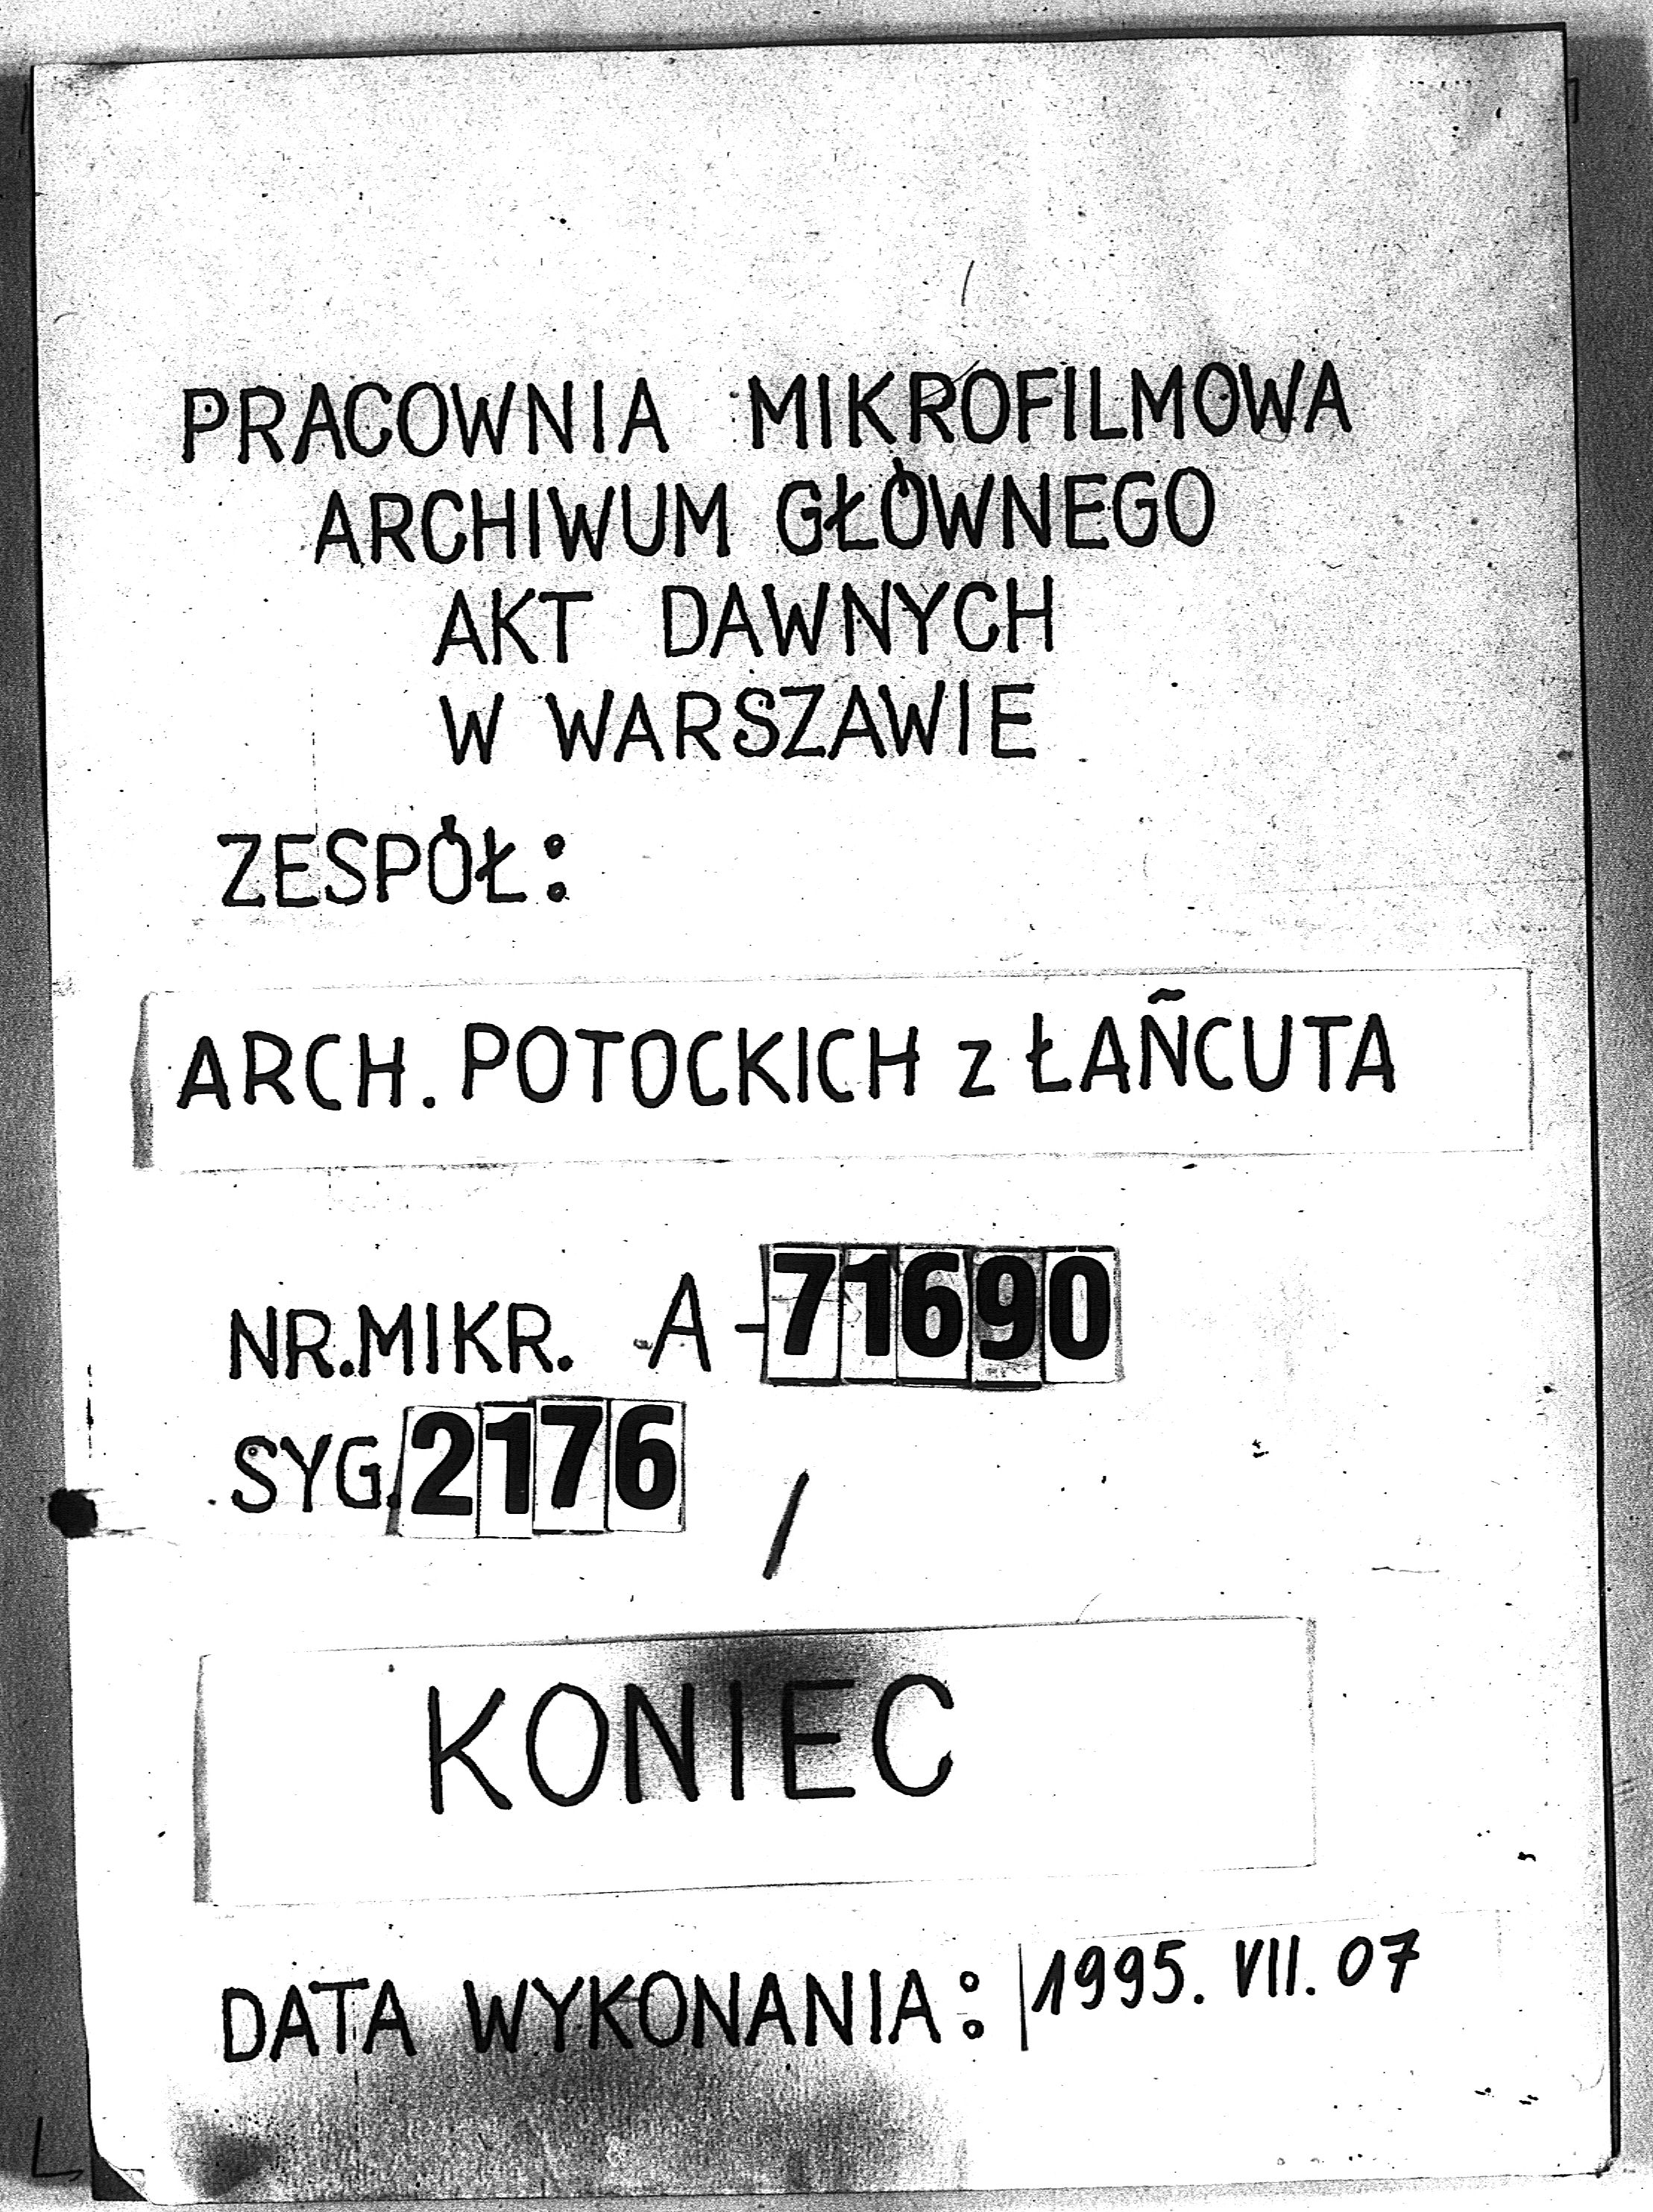 PRACOWNIA MIKROFILMOWA
ARCHIWUM GŁÓWNEGO
AKT DAWNYCH
W WARSZAWIE
ZESPÓŁ:
ARCH. POTOCKICH z ŁAÑCUTA
NR.MIKR. A-71690
SYG. 2176 /
KONIEC
DATA WYKONANIA: 1995. VII. 07